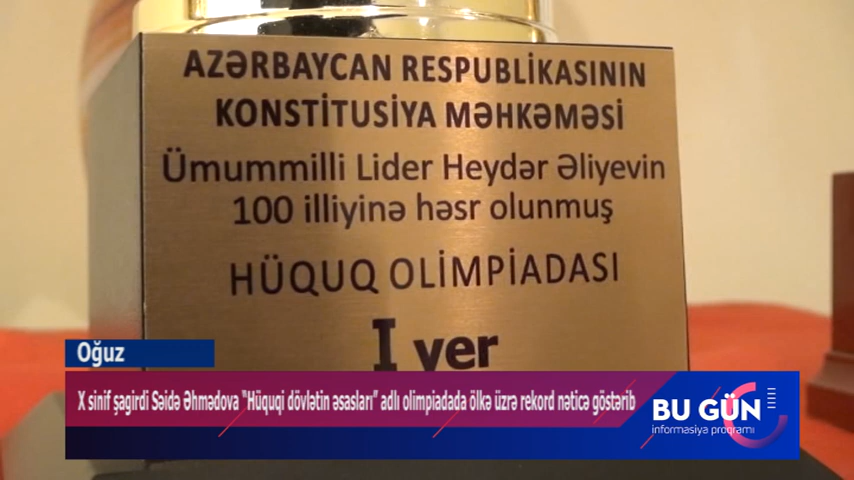 AZƏRBAYCAN RESPUBLİKASININ
KONSTİTUSİYA MƏHKƏMƏSİ
Ümummilli Lider Heydər Əliyevin
100 illiyinə həsr olunmuş
HÜQUQ OLİMPİADASI
I yer
Oğuz
X sinif şagirdi Səidə Əhmədova "Hüquqi dövlətin əsasları" adlı olimpiadada ölkə üzrə rekord nəticə göstərib
BU GÜN
informasiya proqramı